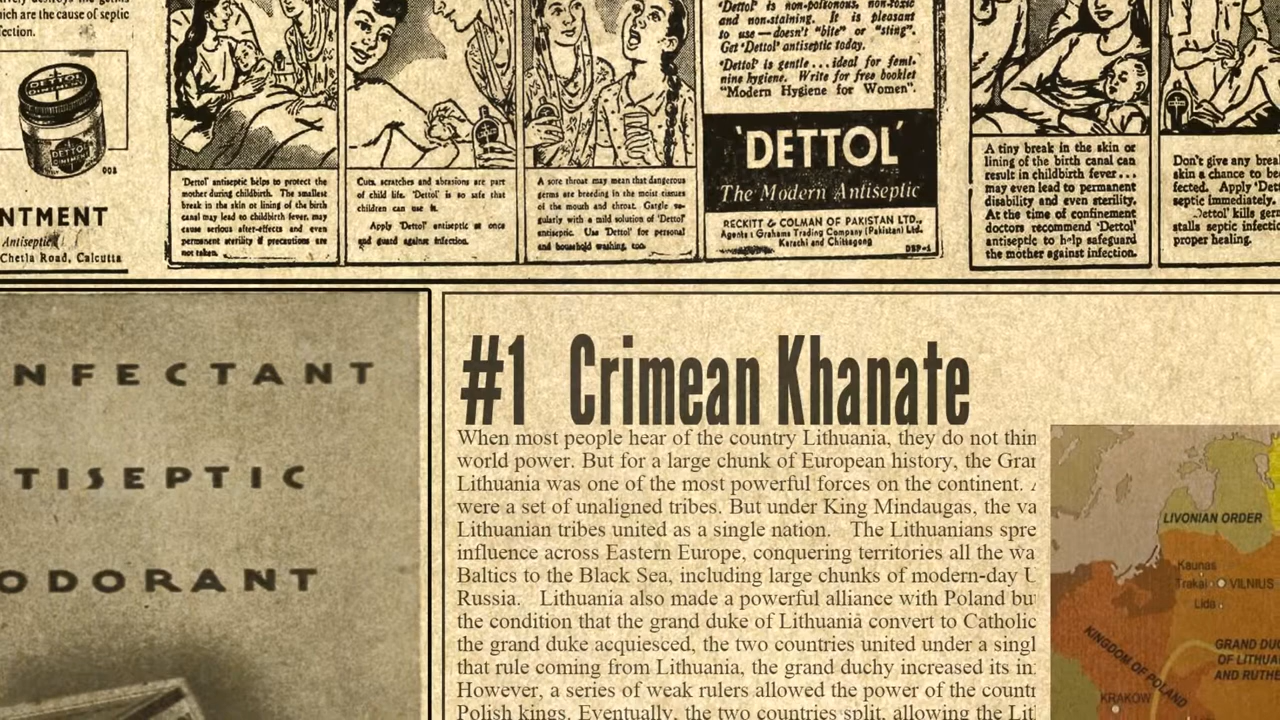 which are the cause of septic
DETTOL
OINTMENT
NTMENT
Antiseptic
Chetla Road, Calcutta
'Dettol' antiseptic helps to protect the
mother during childbirth. The smallest
break in the skin or lining of the birth
canal may lead to childbirth fever, may
cause serious after-effects and even
permanent sterility if precautions are
not taken.
Cuts, scratches and abrasions are part
of child life. 'Dettol' is so safe that
children can use it.
Apply 'Dettol' antiseptic at once
and guard against infection.
A sore throat may mean that dangerous
germs are breeding in the moist tissues
of the mouth and throat. Gargle re-
gularly with a mild solution of 'Dettol'
antiseptic. Use 'Dettol' for personal
and household washing, too.
'Dettol' is non-poisonous, non-toxic
and non-staining. It is pleasant
to use—doesn't "bite" or "sting".
Get 'Dettol' antiseptic today.
'Dettol' is gentle...ideal for femi-
nine hygiene. Write for free booklet
"Modern Hygiene for Women".
'DETTOL'
The Modern Antiseptic
RECKITT & COLMAN OF PAKISTAN LTD.,
Agents: Grahams Trading Company (Pakistan) Ltd.
Karachi and Chittagong
A tiny break in the skin or
lining of the birth canal can
result in childbirth fever...
may even lead to permanent
disability and even sterility.
At the time of confinement
doctors recommend 'Dettol'
antiseptic to help safeguard
the mother against infection.
Don't give any brea
skin a chance to be
fected. Apply 'Det
septic immediately.
Dettol' kills ger
stalls septic infectio
proper healing.
NFECTANT
TISEPTIC
ODORANT
#1 Crimean Khanate
When most people hear of the country Lithuania, they do not thin
world power. But for a large chunk of European history, the Gran
Lithuania was one of the most powerful forces on the continent.
were a set of unaligned tribes. But under King Mindaugas, the va
Lithuanian tribes united as a single nation. The Lithuanians spre
influence across Eastern Europe, conquering territories all the wa
Baltics to the Black Sea, including large chunks of modern-day U
Russia. Lithuania also made a powerful alliance with Poland bu
the condition that the grand duke of Lithuania convert to Catholic
the grand duke acquiesced, the two countries united under a singl
that rule coming from Lithuania, the grand duchy increased its in
However, a series of weak rulers allowed the power of the countr
Polish kings. Eventually, the two countries split, allowing the Lit
LIVONIAN ORDER
Kaunas
Trakai
VILNIUS
Lida
KINGDOM OF POLAND
GRAND DUC
OF LITHUA
AND RUTHE
KRAKOW